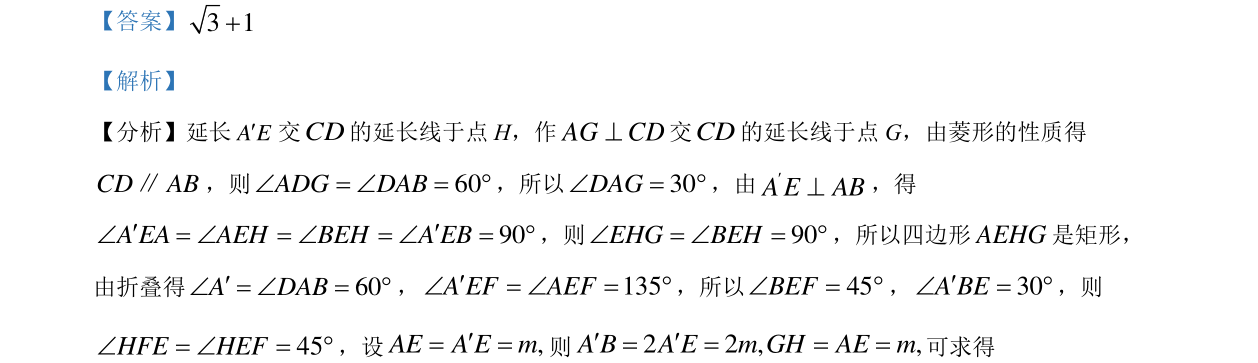 【答案】√3+1
【解析】
【分析】延长 A′E 交 CD 的延长线于点 H，作 AG ⊥ CD 交 CD 的延长线于点 G，由菱形的性质得
CD ∥ AB，则 ∠ADG = ∠DAB = 60°，所以 ∠DAG = 30°，由 A′E ⊥ AB，得
∠A′EA = ∠AEH = ∠BEH = ∠A′EB = 90°，则 ∠EHG = ∠BEH = 90°，所以四边形 AEHG 是矩形，
由折叠得 ∠A′ = ∠DAB = 60°，∠A′EF = ∠AEF = 135°，所以 ∠BEF = 45°，∠A′BE = 30°，则
∠HFE = ∠HEF = 45°，设 AE = A′E = m, 则 A′B = 2A′E = 2m, GH = AE = m, 可求得